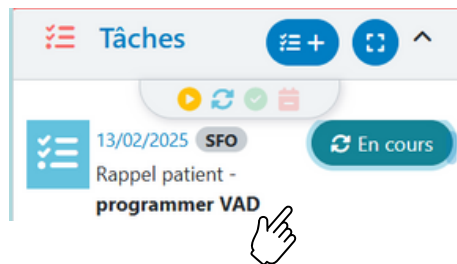 Tâches
13/02/2025 SFO
En cours
Rappel patient -
programmer VAD